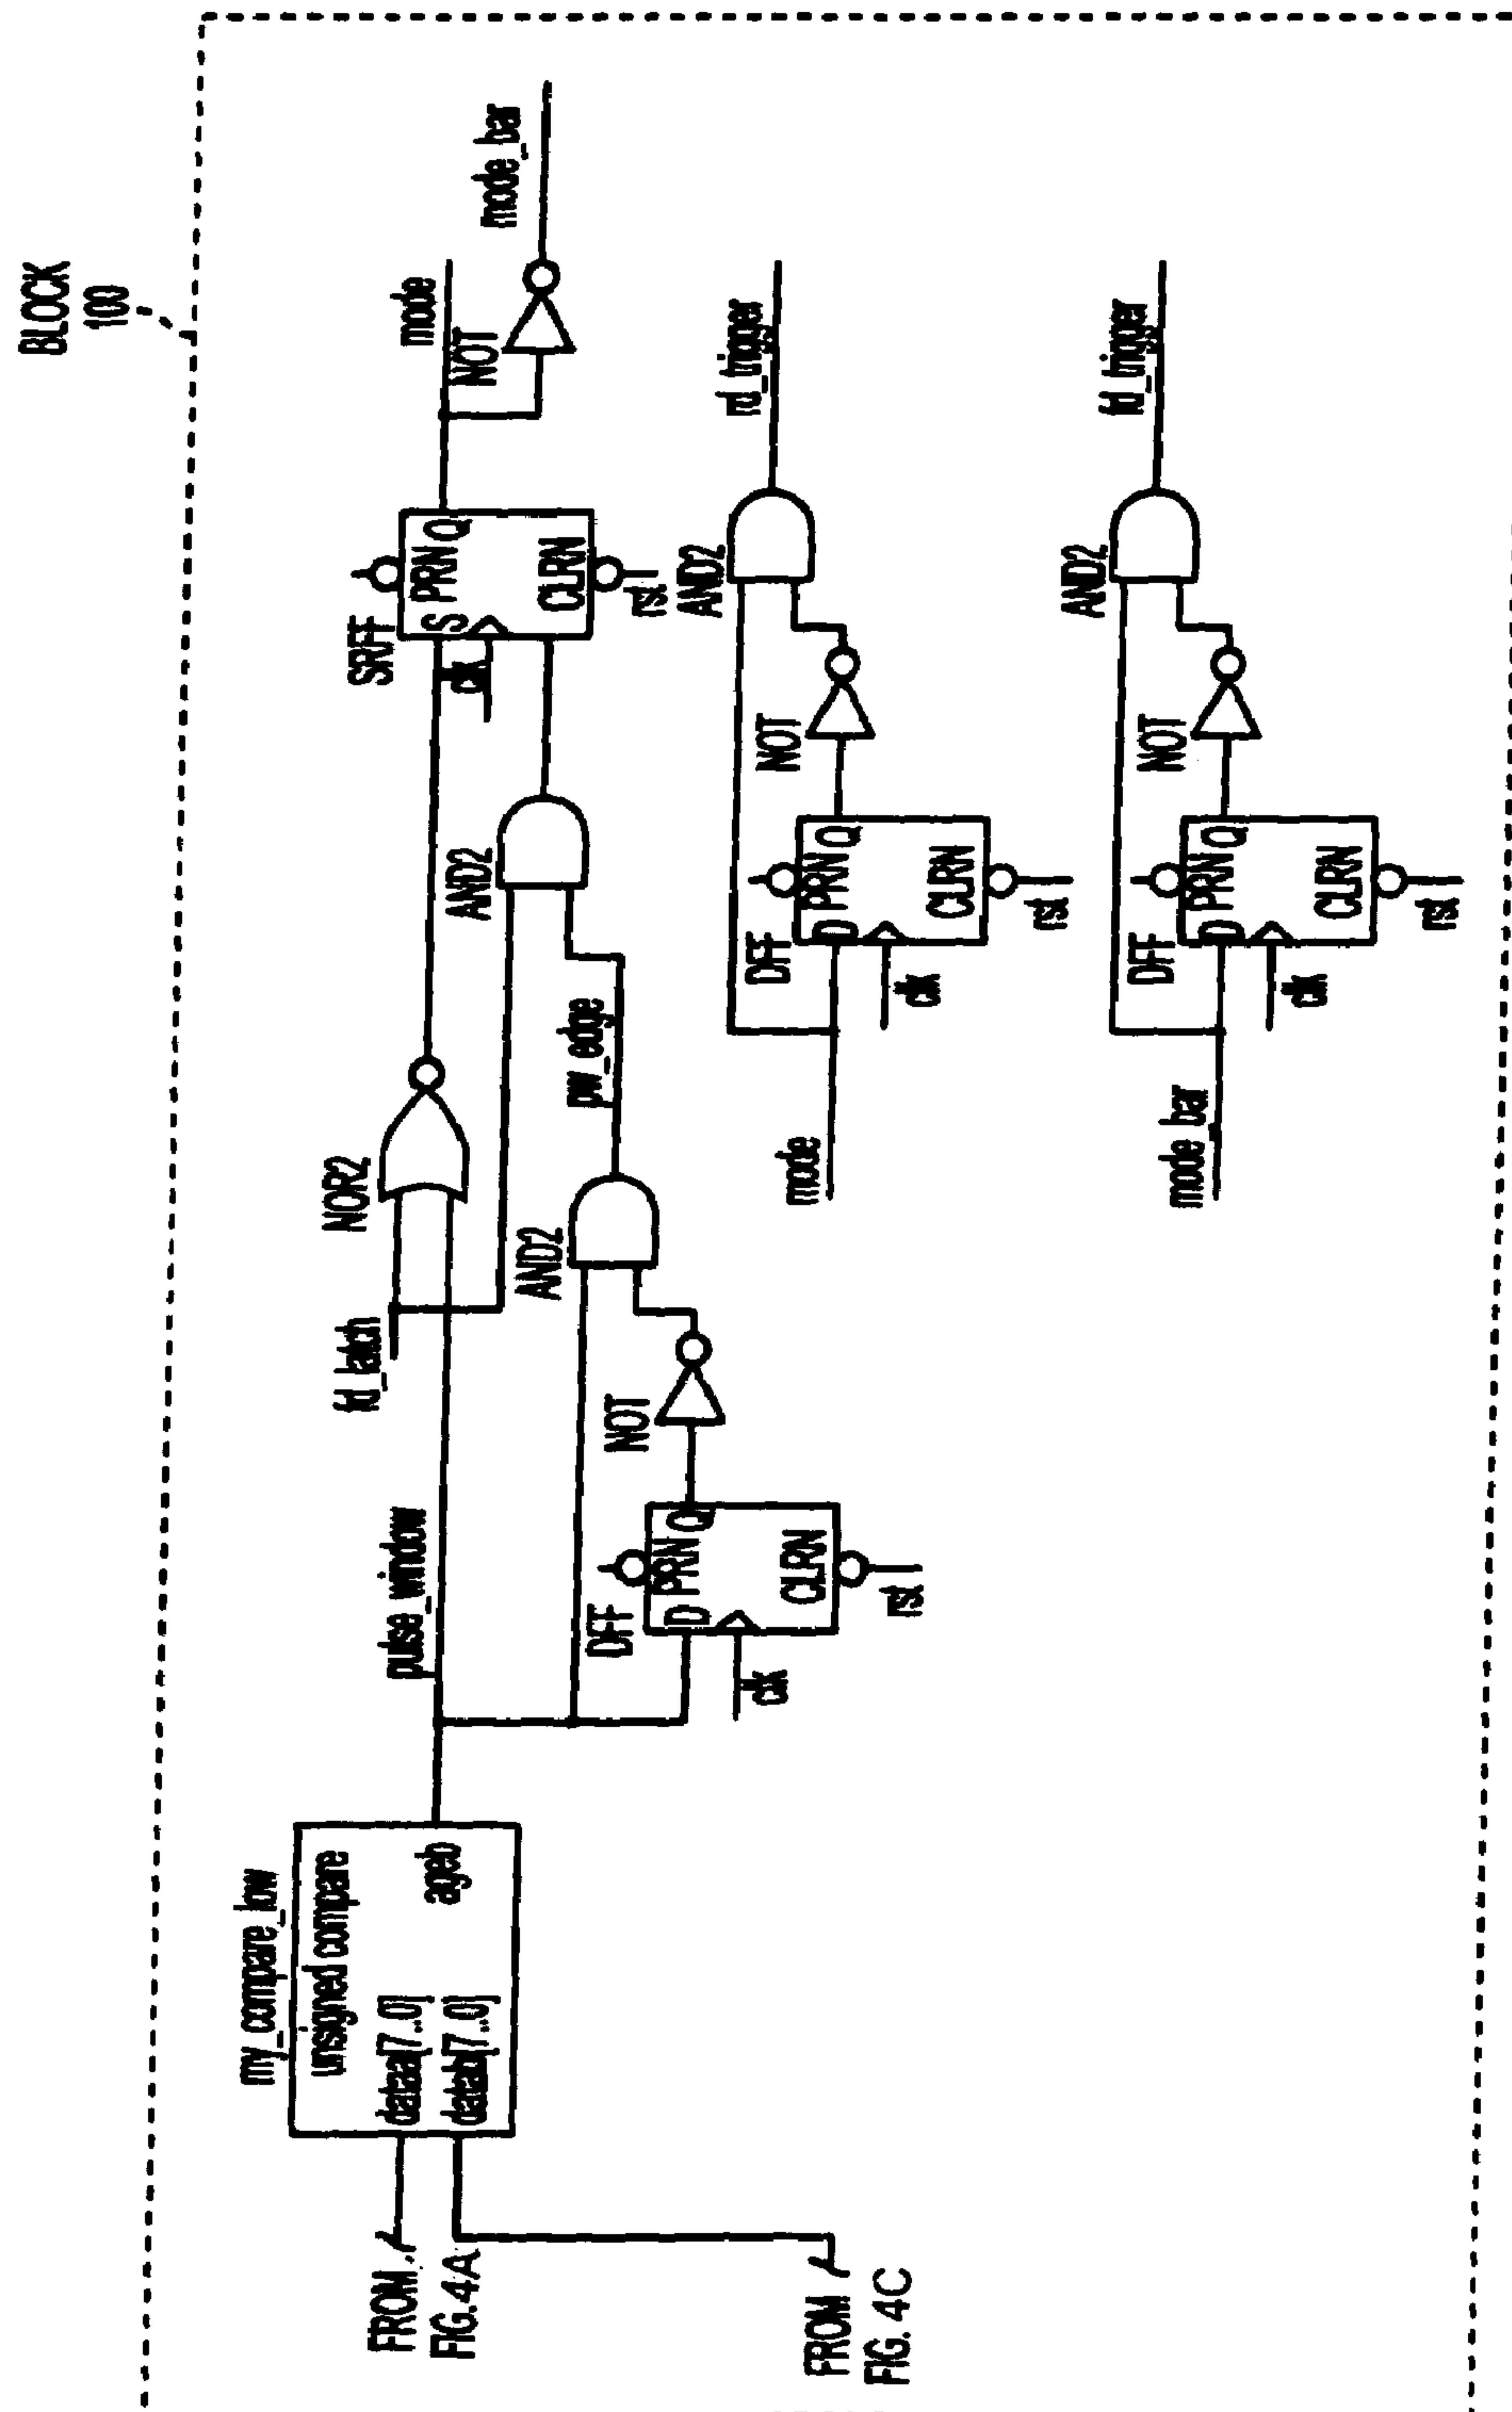 BLOCK
100
my_compare_low
unsigned compare
dataa[7..0]
datab[7..0]
ageb
FROM
FIG.4A
FROM
FIG.4C
pulse_window
fd_latch
NOR2
DFF
D
PRN
Q
CLRN
clk
rst
NOT
AND2
pw_edge
AND2
SRFF
S
PRN
Q
CLRN
clk
rst
mode
NOT
mode_bar
mode
DFF
D
PRN
Q
CLRN
clk
rst
NOT
AND2
rd_trigger
mode_bar
DFF
D
PRN
Q
CLRN
clk
rst
NOT
AND2
fd_trigger